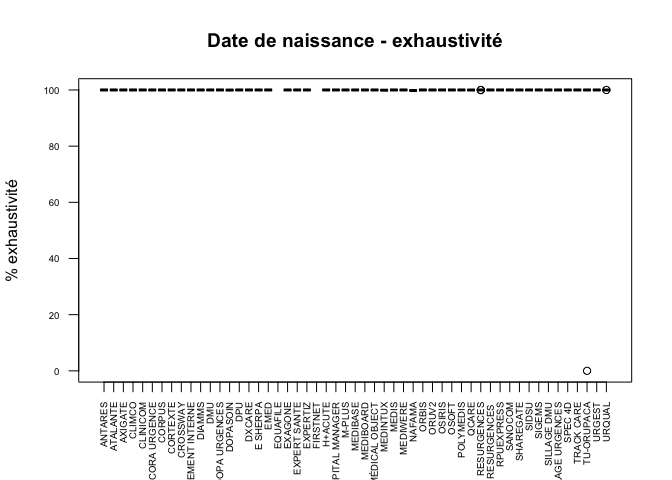 Date de naissance - exhaustivité
% exhaustivité
100
80
60
40
20
0
ANTARES
ATALANTE
AXIGATE
CLIMCO
CLINICOM
CORA URGENCE
CORPUS
CORTEXTE
CROSSWAY
EMENT INTERNE
DIAMMS
DMU
OPA URGENCES
DOPASOIN
DPU
DXCARE
E SHERPA
EMED
EQUAFILE
EXAGONE
EXPERT SANTE
EXPERTIZ
FIRSTNET
H+ACUTE
PITAL MANAGER
M-PLUS
MEDIBASE
MEDIBOARD
MEDICAL OBJECT
MEDINTUX
MEDIS
MEDIWERE
NAFAMA
ORBIS
ORUV2
OSIRIS
OSOFT
POLYMEDIS
QCARE
RESURGENCES
RESURGENCES
RPUEXPRESS
SANOCOM
SHAREGATE
SIDSU
SIGEMS
SILLAGE DMU
AGE URGENCES
SPEC 4D
TRACK CARE
TU-ORUPACA
URGEST
URQUAL